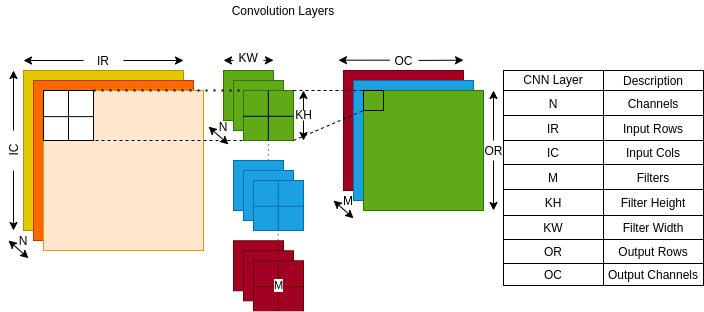 Convolution Layers
IR
KW
OC
IC
N
N
KH
M
M
OR
CNN Layer Description
N Channels
IR Input Rows
IC Input Cols
M Filters
KH Filter Height
KW Filter Width
OR Output Rows
OC Output Channels